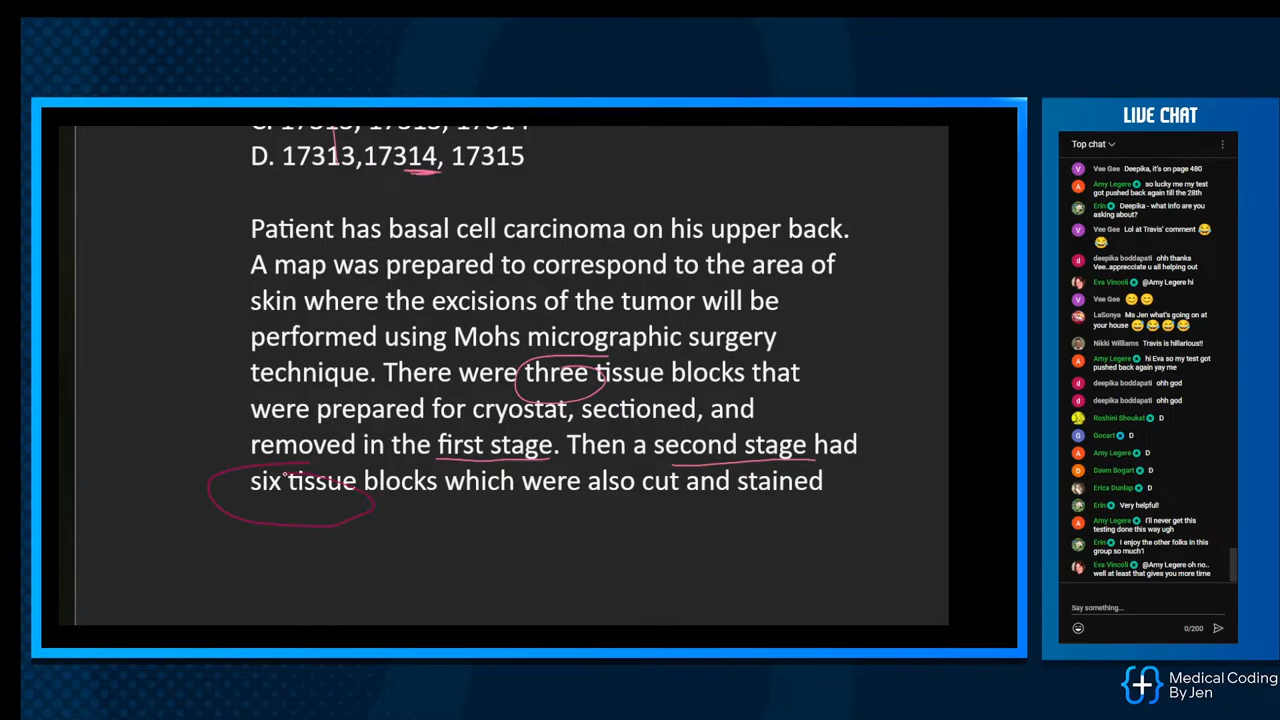 C. 17313, 17315, 17314
D. 17313,17314, 17315
Patient has basal cell carcinoma on his upper back.
A map was prepared to correspond to the area of
skin where the excisions of the tumor will be
performed using Mohs micrographic surgery
technique. There were three tissue blocks that
were prepared for cryostat, sectioned, and
removed in the first stage. Then a second stage had
six tissue blocks which were also cut and stained
LIVE CHAT
Top chat
V Vee Gee Deepika, it's on page 480
A Amy Legere so lucky me my test
got pushed back again till the 28th
Erin Deepika - what info are you
asking about?
V Vee Gee Lol at Travis' comment 😂
😂
d deepika boddapati ohh thanks
Vee..apprecciate u all helping out
Eva Vincoli @Amy Legere hi
V Vee Gee 😊 😊
LaSonya Ms Jen what's going on at
your house 😅 😂 😅
Nikki Williams Travis is hillarious!!
A Amy Legere hi Eva so my test got
pushed back again yay me
d deepika boddapati ohh god
d deepika boddapati ohh god
Roshini Shoukat D
G Gocart D
A Amy Legere D
Dawn Bogart D
Erica Dunlap D
Erin Very helpful!
A Amy Legere I'll never get this
testing done this way ugh
Erin I enjoy the other folks in this
group so much1
Eva Vincoli @Amy Legere oh no..
well at least that gives you more time
Say something...
0/200
Medical Coding
By Jen